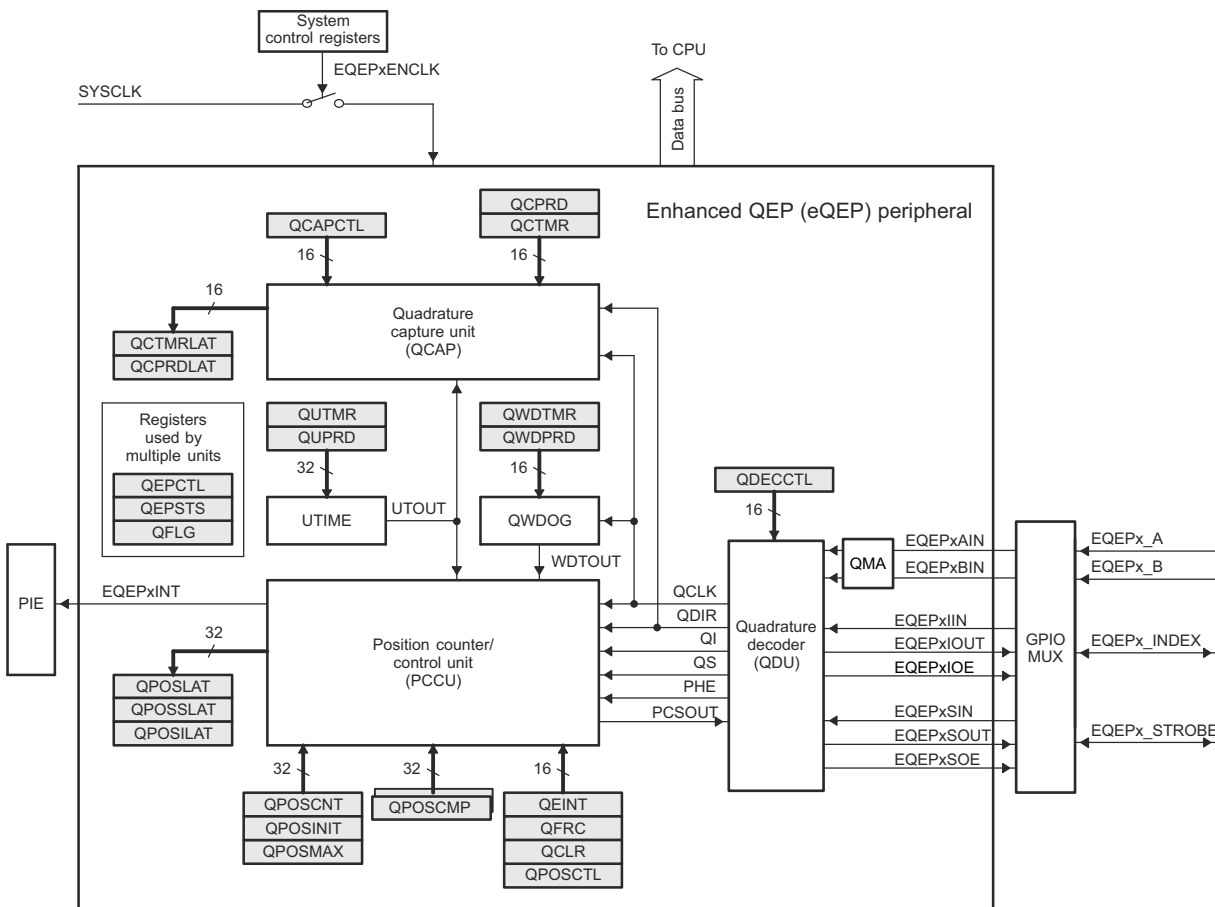 System
control registers
To CPU
EQEPxENCLK
SYSCLK
Data bus
Enhanced QEP (eQEP) peripheral
QCPRD
QCTMR
QCAPCTL
16
16
16
Quadrature
capture unit
(QCAP)
QCTMRLAT
QCPRDLAT
Registers
used by
multiple units
QEPCTL
QEPSTS
QFLG
QUTMR
QUPRD
32
QWDTMR
QWDPRD
16
UTIME
UTOUT
QWDOG
WDTOUT
QDECCTL
16
EQEPxAIN
EQEPxBIN
QMA
EQEPx_A
EQEPx_B
PIE
EQEPxINT
QCLK
QDIR
QI
QS
PHE
PCSOUT
Position counter/
control unit
(PCCU)
Quadrature
decoder
(QDU)
EQEPxIIN
EQEPxIOUT
EQEPxIOE
EQEPxSIN
EQEPxSOUT
EQEPxSOE
GPIO
MUX
EQEPx_INDEX
EQEPx_STROBE
32
QPOSLAT
QPOSSLAT
QPOSILAT
32
32
16
QPOSCNT
QPOSINIT
QPOSMAX
QPOSCMP
QEINT
QFRC
QCLR
QPOSCTL